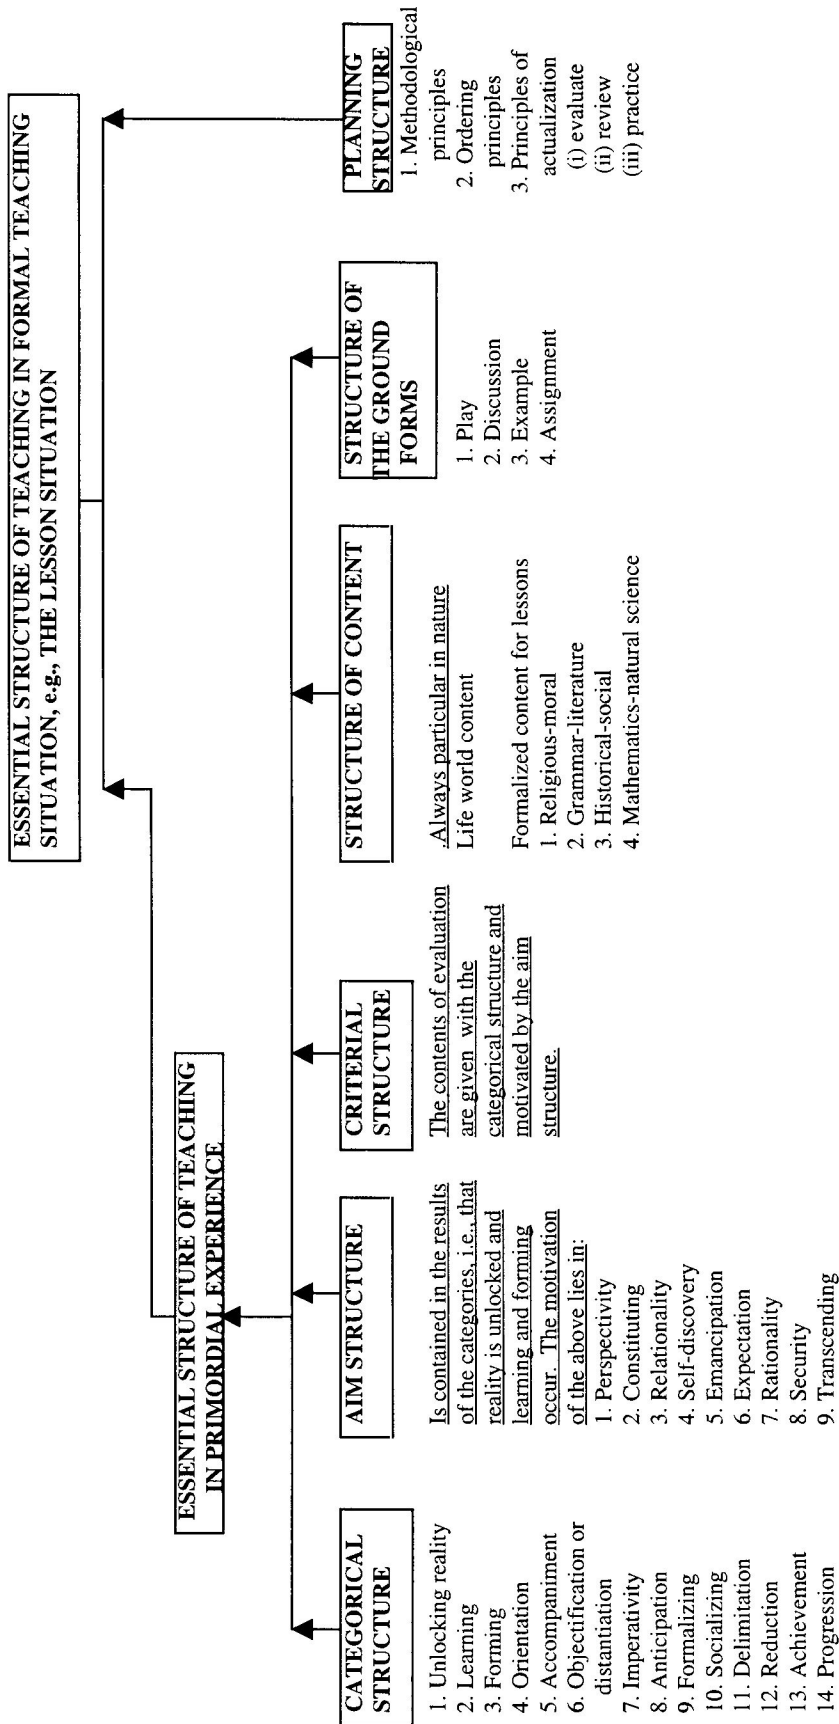 ESSENTIAL STRUCTURE OF TEACHING IN FORMAL TEACHING
SITUATION, e.g., THE LESSON SITUATION
ESSENTIAL STRUCTURE OF TEACHING
IN PRIMORDIAL EXPERIENCE
CATEGORICAL
STRUCTURE
1. Unlocking reality
2. Learning
3. Forming
4. Orientation
5. Accompaniment
6. Objectification or
distantiation
7. Imperativity
8. Anticipation
9. Formalizing
10. Socializing
11. Delimitation
12. Reduction
13. Achievement
14. Progression
AIM STRUCTURE
Is contained in the results
of the categories, i.e., that
reality is unlocked and
learning and forming
occur. The motivation
of the above lies in:
1. Perspectivity
2. Constituting
3. Relationality
4. Self-discovery
5. Emancipation
6. Expectation
7. Rationality
8. Security
9. Transcending
CRITERIAL
STRUCTURE
The contents of evaluation
are given with the
categorical structure and
motivated by the aim
structure.
STRUCTURE OF CONTENT
.Always particular in nature
Life world content
Formalized content for lessons
1. Religious-moral
2. Grammar-literature
3. Historical-social
4. Mathematics-natural science
STRUCTURE OF
THE GROUND
FORMS
1. Play
2. Discussion
3. Example
4. Assignment
PLANNING
STRUCTURE
1. Methodological
principles
2. Ordering
principles
3. Principles of
actualization
(i) evaluate
(ii) review
(iii) practice